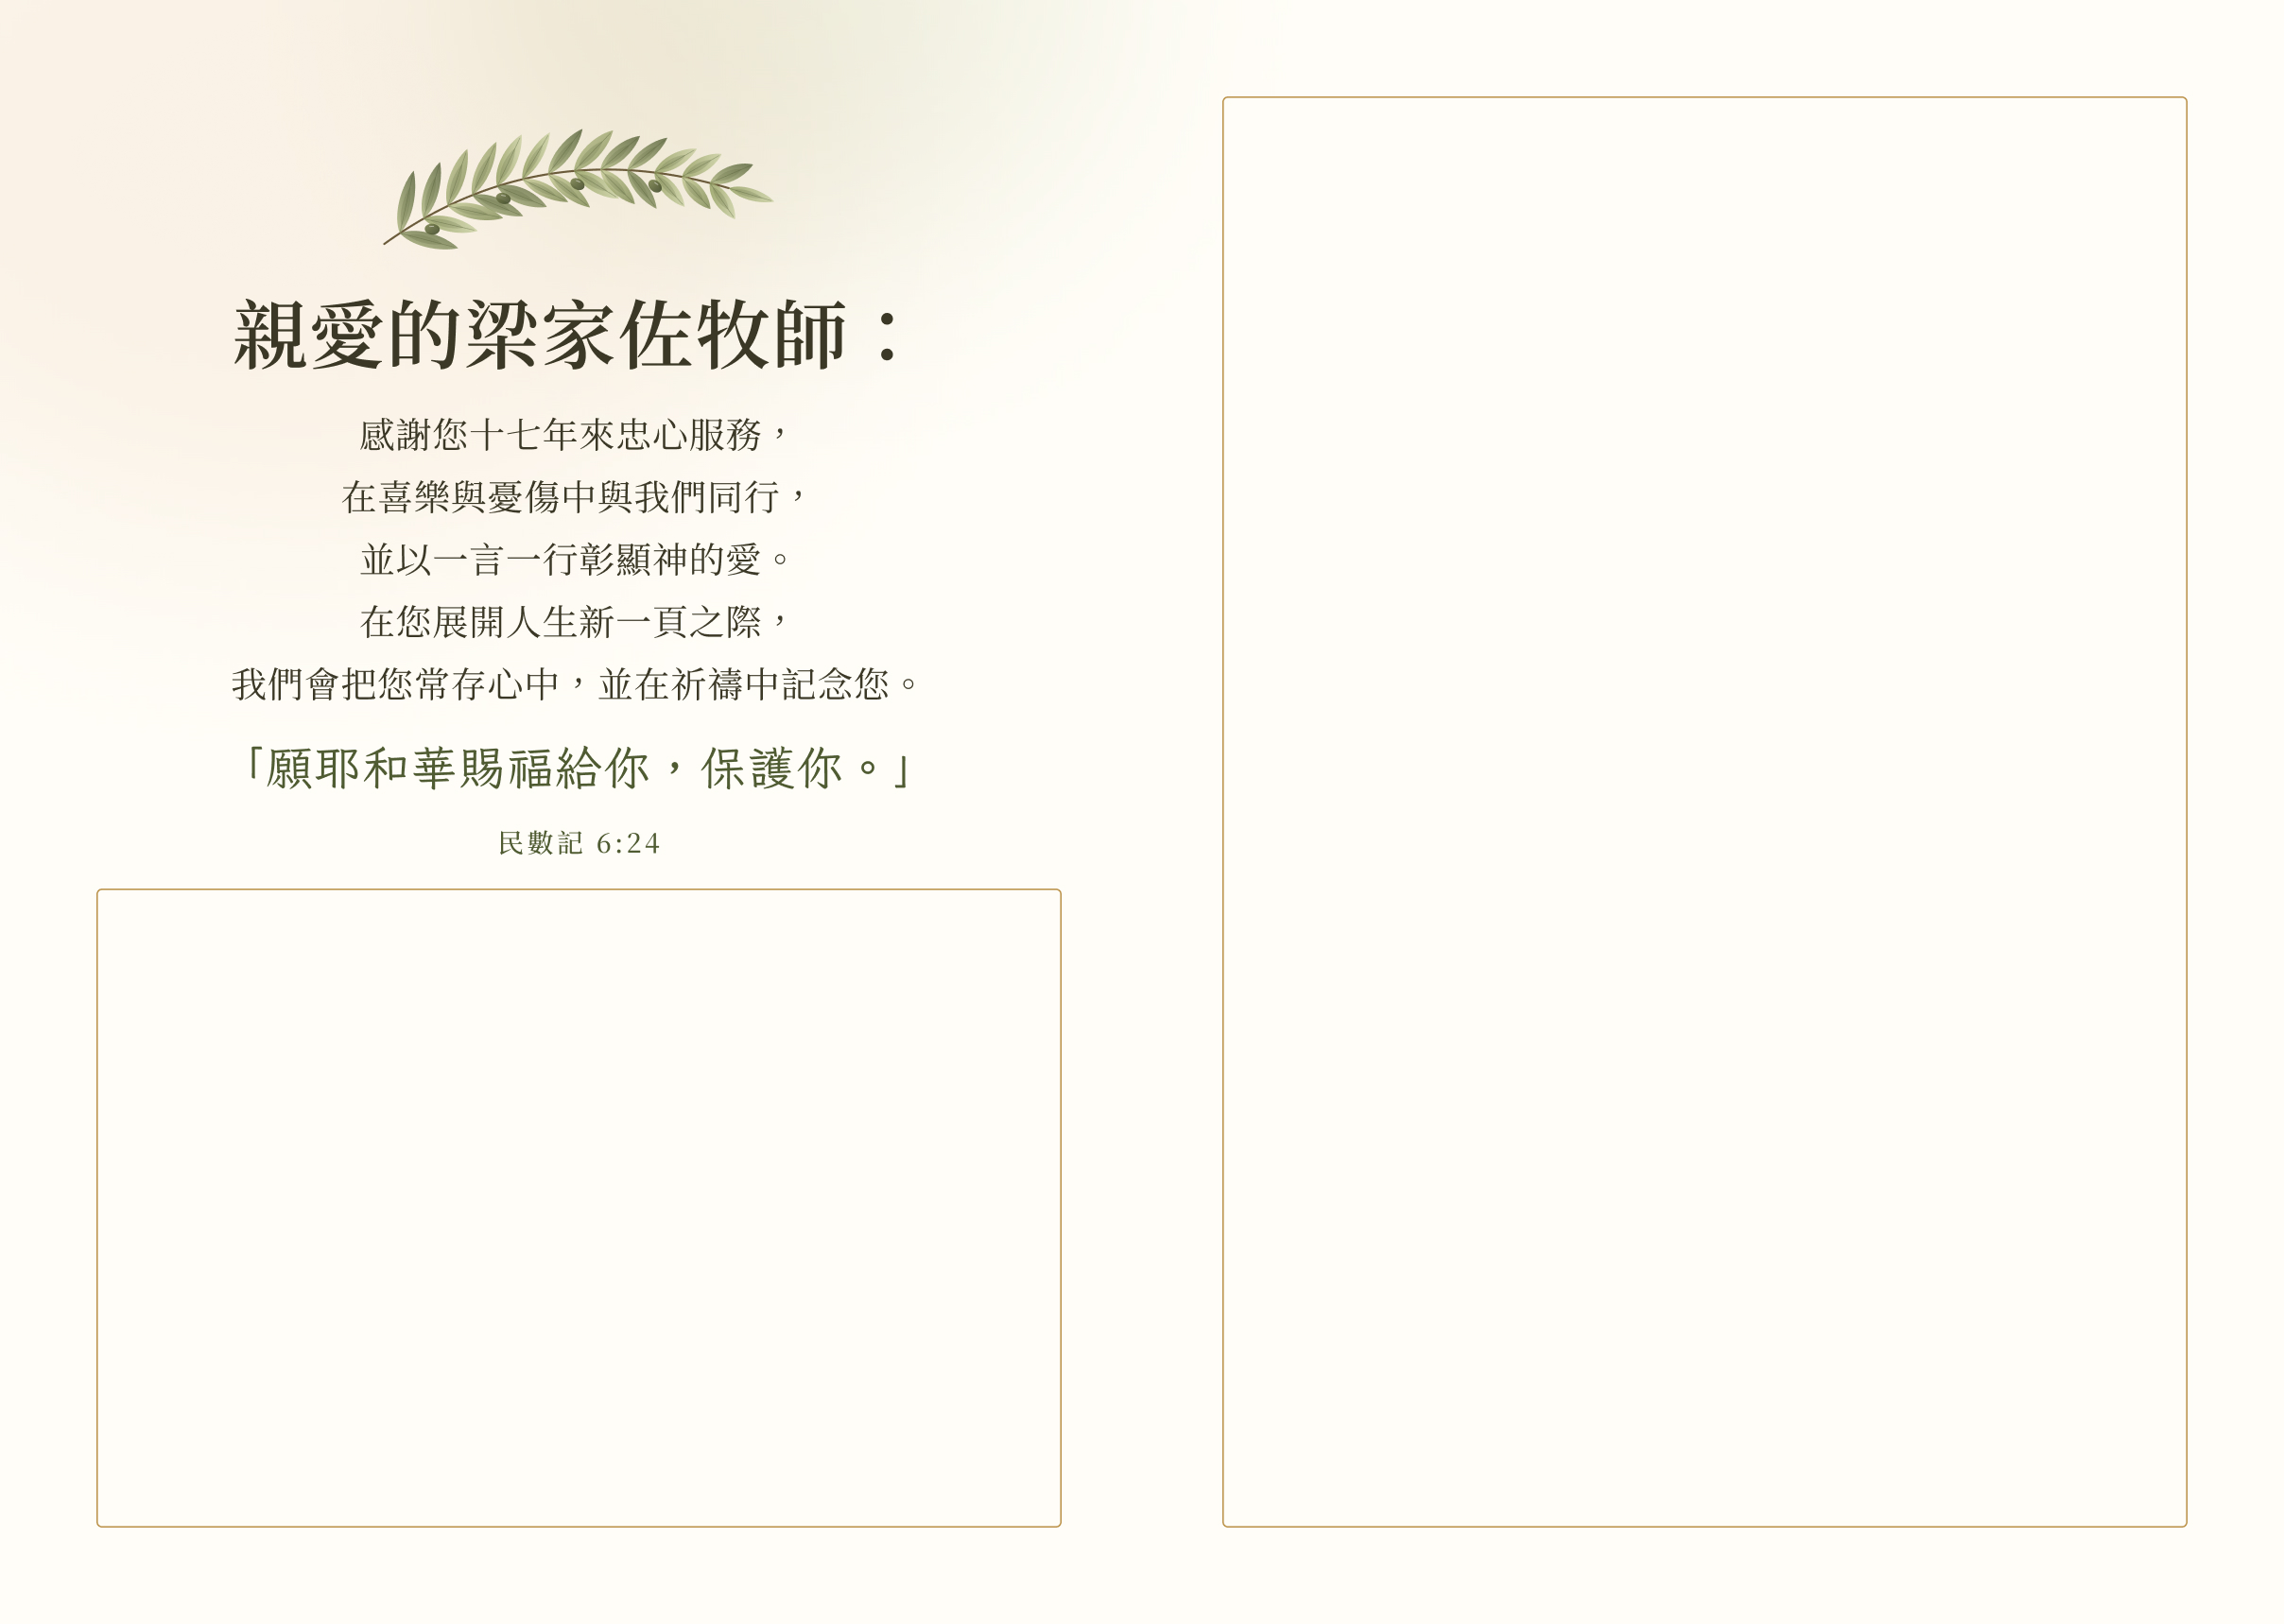 親愛的梁家佐牧師：
感謝您十七年來忠心服務，
在喜樂與憂傷中與我們同行，
並以一言一行彰顯神的愛。
在您展開人生新一頁之際，
我們會把您常存心中，並在祈禱中記念您。
「願耶和華賜福給你，保護你。」
民數記 6:24